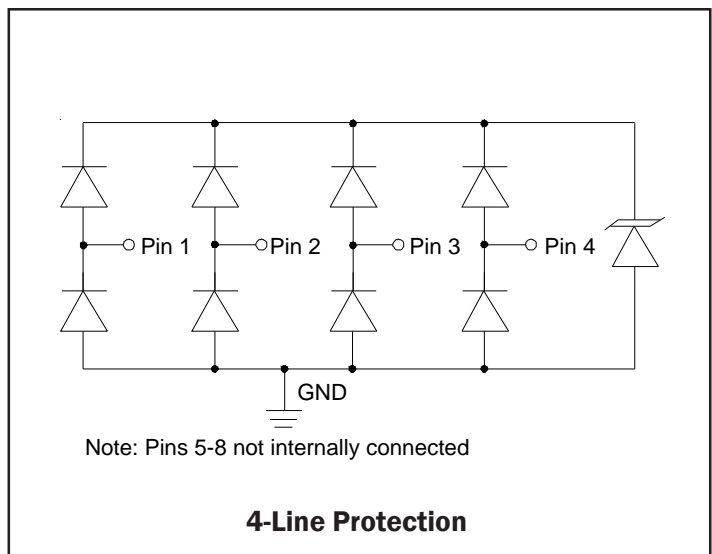 Pin 1 Pin 2 Pin 3 Pin 4
GND
Note: Pins 5-8 not internally connected
4-Line Protection